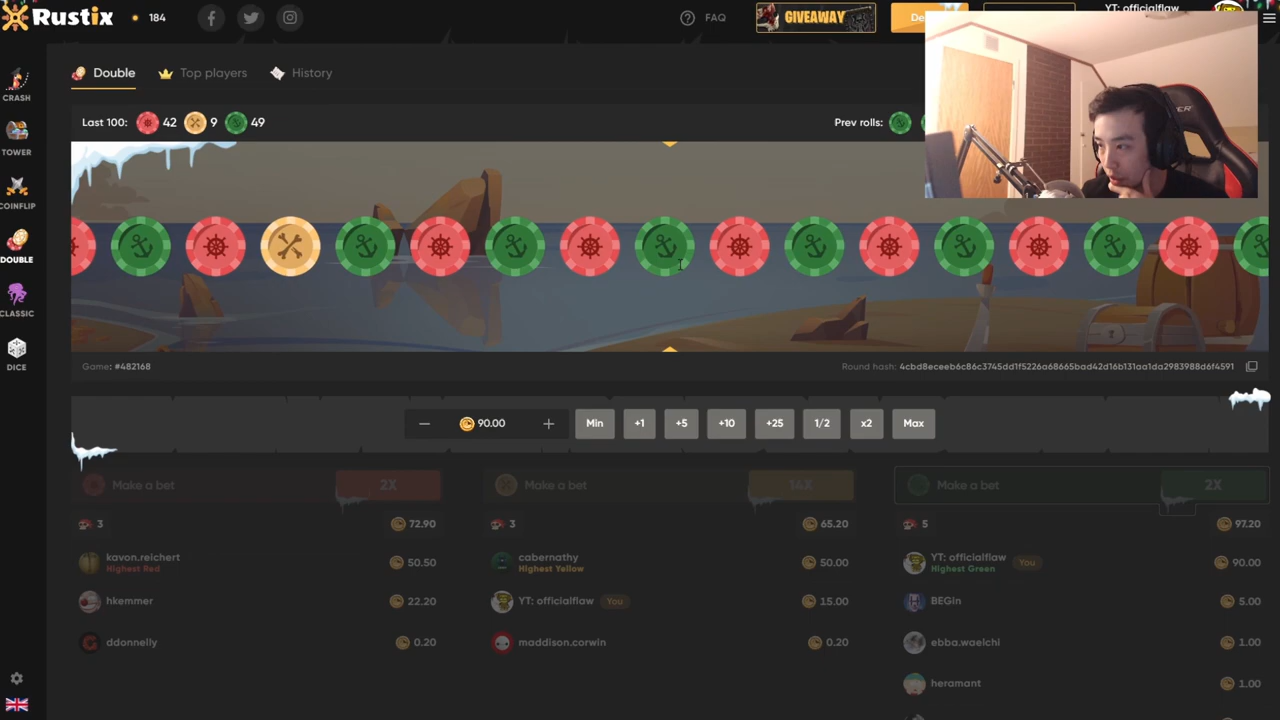 Rustix 184 FAQ GIVEAWAY YT: officialflaw
Double Top players History
CRASH
Last 100: 42 9 49 Prev rolls:
TOWER
COINFLIP
DOUBLE
CLASSIC
DICE
Game: #482168 Round hash: 4cbd8eceeb6c86c3745dd1f5226a68665bad42d16b131aa1da2983988d6f4591
− 90.00 + Min +1 +5 +10 +25 1/2 x2 Max
Make a bet 2X Make a bet 14X Make a bet 2X
3 72.90 3 65.20 5 97.20
kavon.reichert 50.50 cabernathy 50.00 YT: officialflaw You 90.00
Highest Red Highest Yellow Highest Green
hkemmer 22.20 YT: officialflaw You 15.00 BEGin 5.00
ddonnelly 0.20 maddison.corwin 0.20 ebba.waelchi 1.00
heramant 1.00